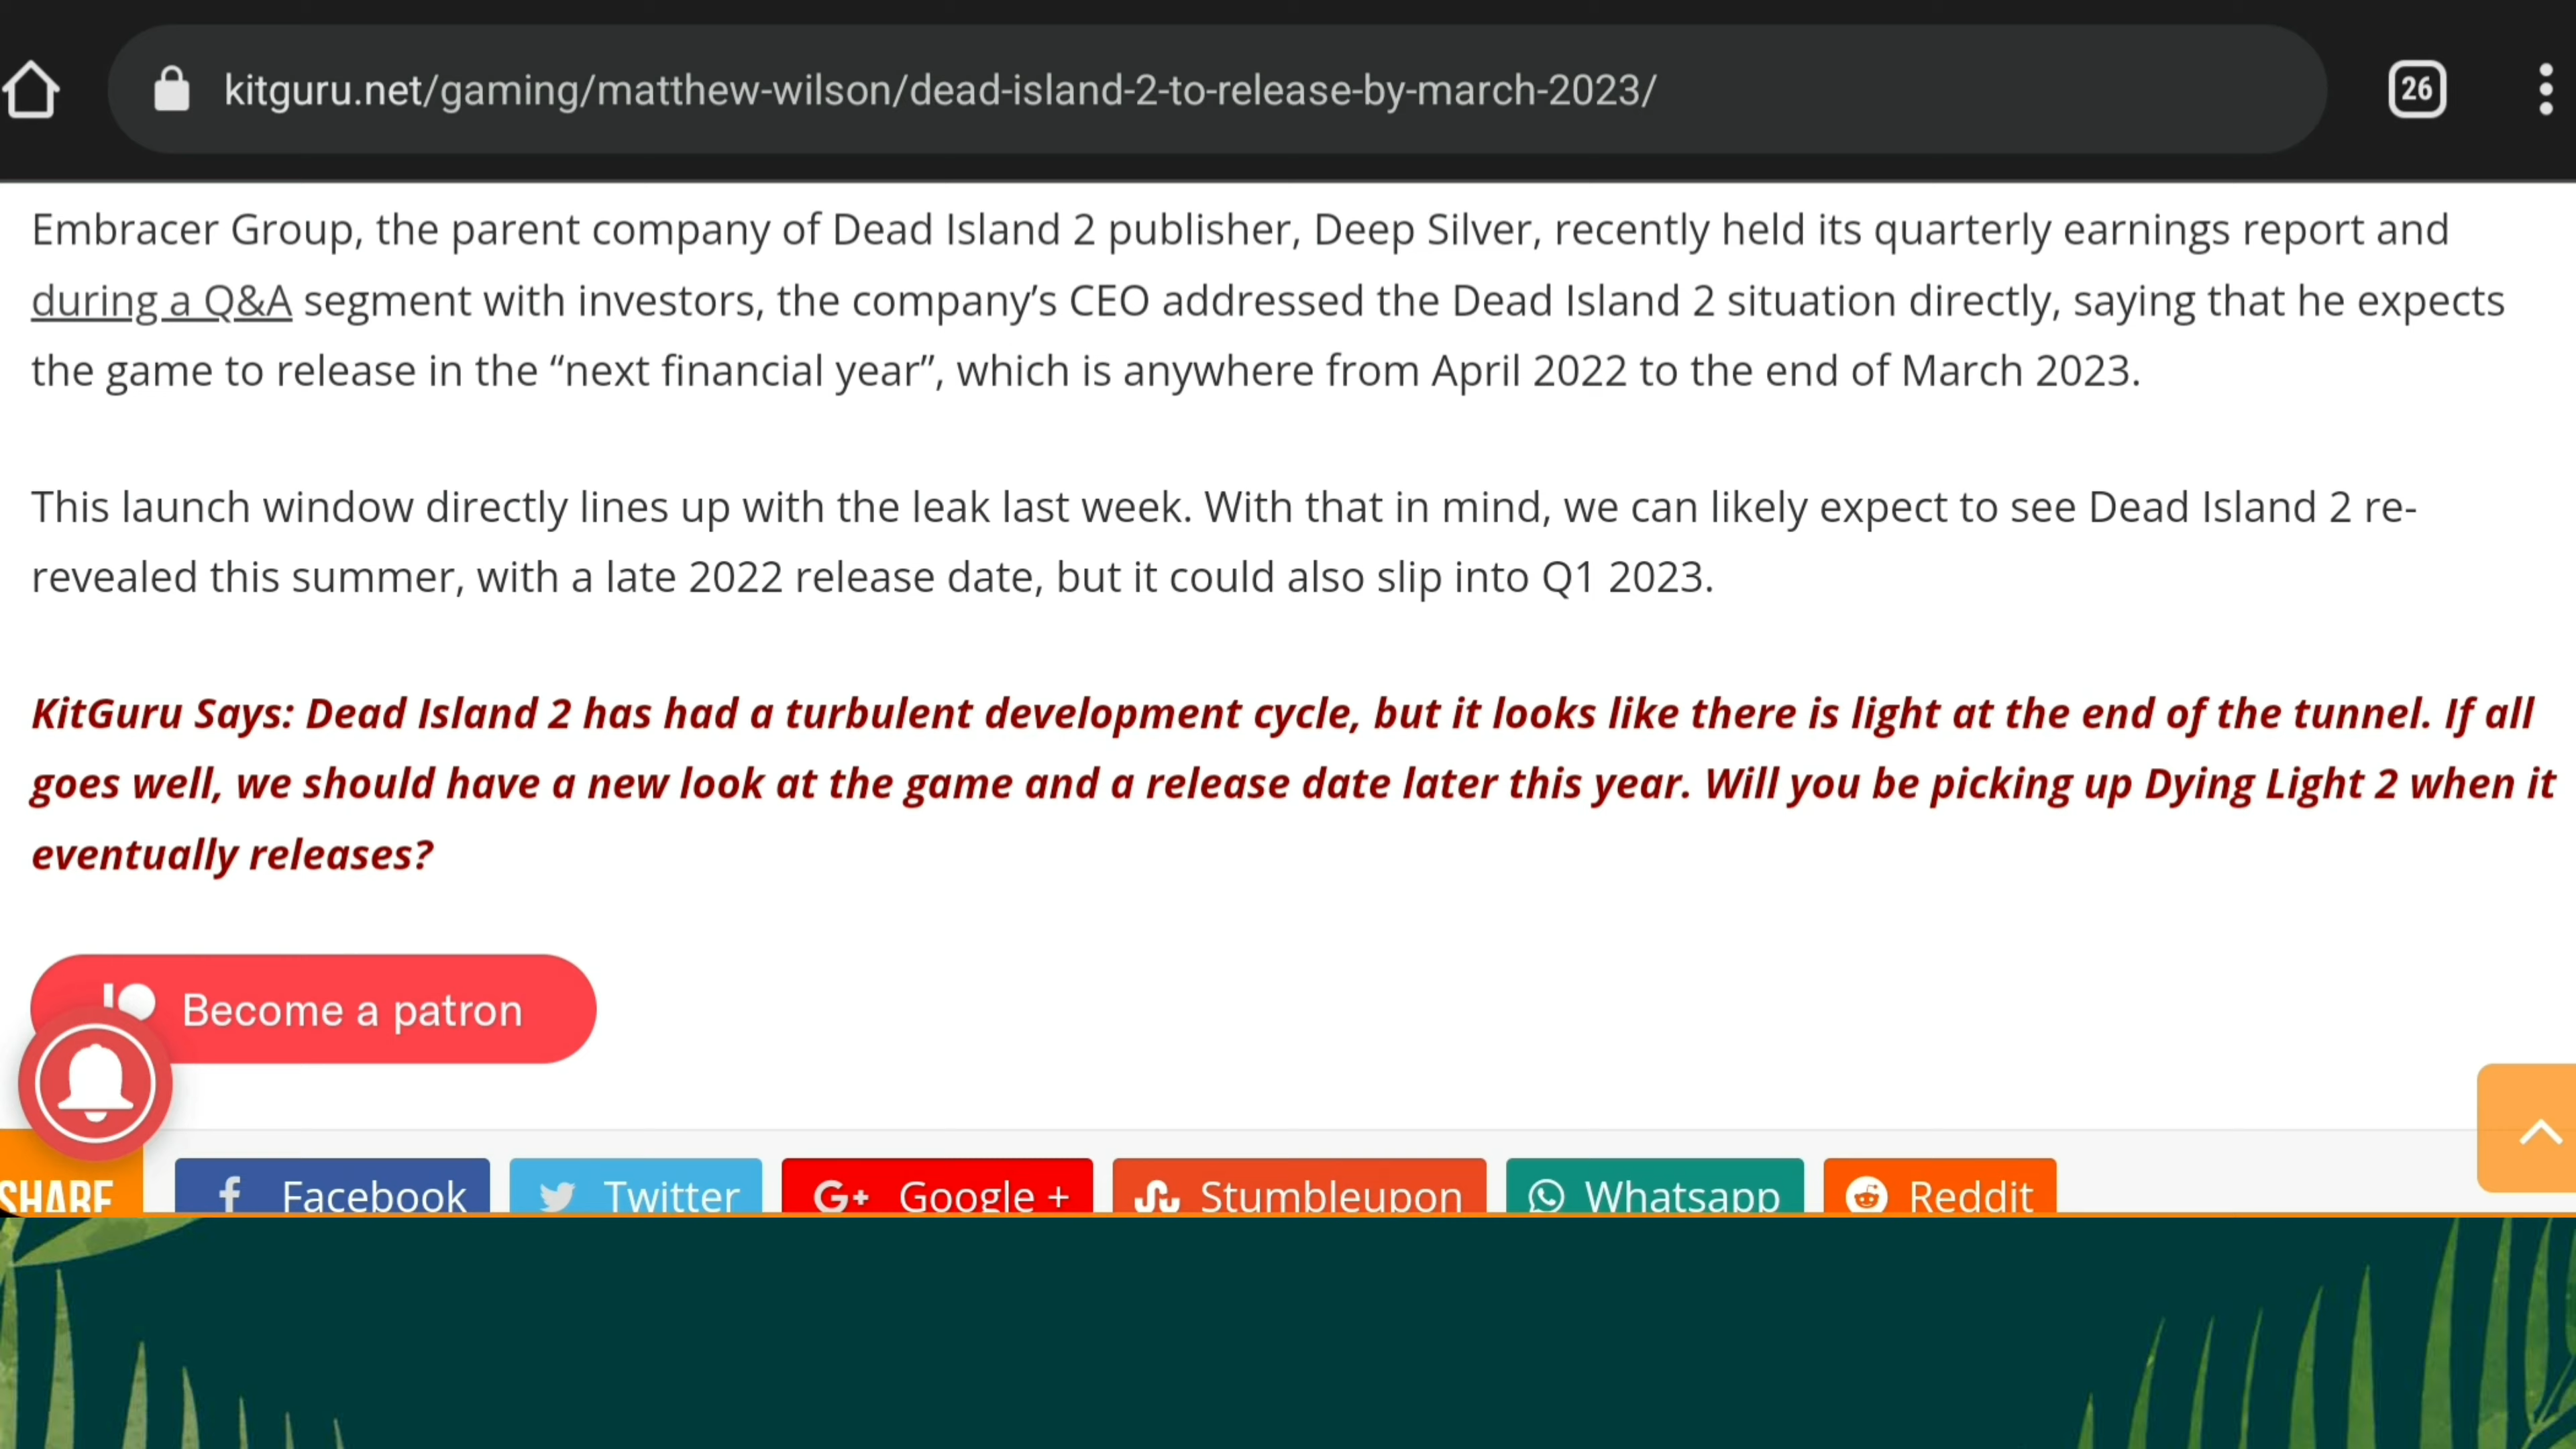 kitguru.net/gaming/matthew-wilson/dead-island-2-to-release-by-march-2023/
26
Embracer Group, the parent company of Dead Island 2 publisher, Deep Silver, recently held its quarterly earnings report and
during a Q&A segment with investors, the company’s CEO addressed the Dead Island 2 situation directly, saying that he expects
the game to release in the “next financial year”, which is anywhere from April 2022 to the end of March 2023.
This launch window directly lines up with the leak last week. With that in mind, we can likely expect to see Dead Island 2 re-
revealed this summer, with a late 2022 release date, but it could also slip into Q1 2023.
KitGuru Says: Dead Island 2 has had a turbulent development cycle, but it looks like there is light at the end of the tunnel. If all
goes well, we should have a new look at the game and a release date later this year. Will you be picking up Dying Light 2 when it
eventually releases?
Become a patron
SHARE
Facebook
Twitter
G+ Google +
Stumbleupon
Whatsapp
Reddit